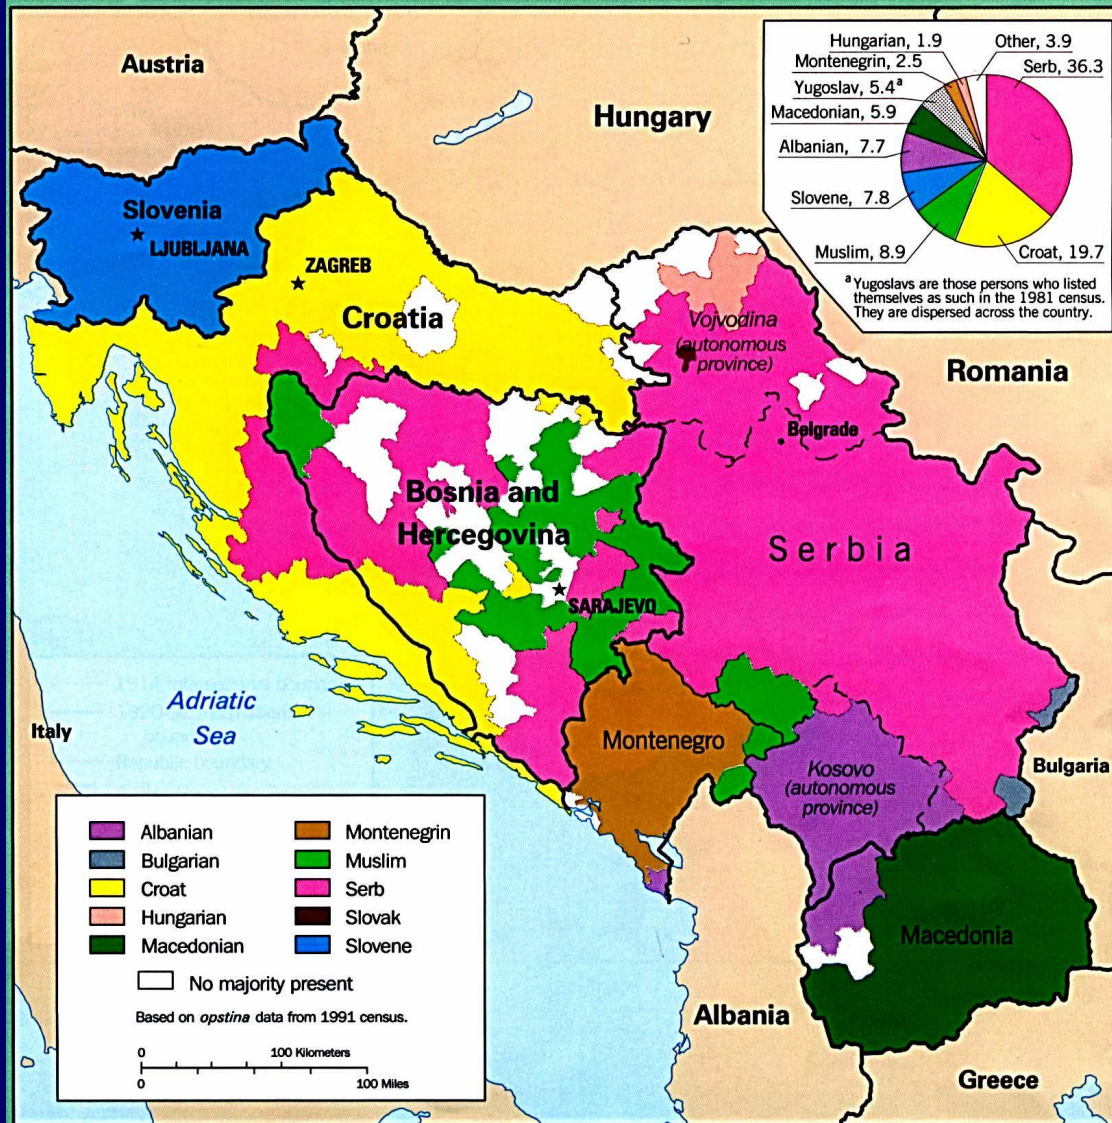 Austria
Hungary
Hungarian, 1.9
Other, 3.9
Montenegrin, 2.5
Serb, 36.3
Yugoslav, 5.4ᵃ
Macedonian, 5.9
Albanian, 7.7
Slovene, 7.8
Muslim, 8.9
Croat, 19.7
ᵃ Yugoslavs are those persons who listed
themselves as such in the 1981 census.
They are dispersed across the country.
Slovenia
LJUBLJANA
ZAGREB
Croatia
Vojvodina
(autonomous
province)
Romania
Belgrade
Bosnia and
Hercegovina
Serbia
SARAJEVO
Adriatic
Sea
Italy
Montenegro
Kosovo
(autonomous
province)
Bulgaria
Macedonia
Albania
Greece
Albanian
Bulgarian
Croat
Hungarian
Macedonian
Montenegrin
Muslim
Serb
Slovak
Slovene
No majority present
Based on opstina data from 1991 census.
0 100 Kilometers
0 100 Miles